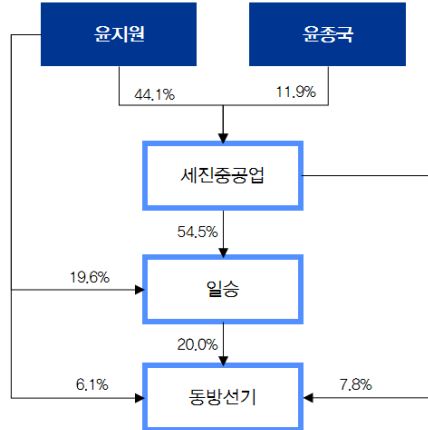 윤지원
윤종국
44.1%
11.9%
세진중공업
54.5%
19.6%
일승
20.0%
6.1%
7.8%
동방선기